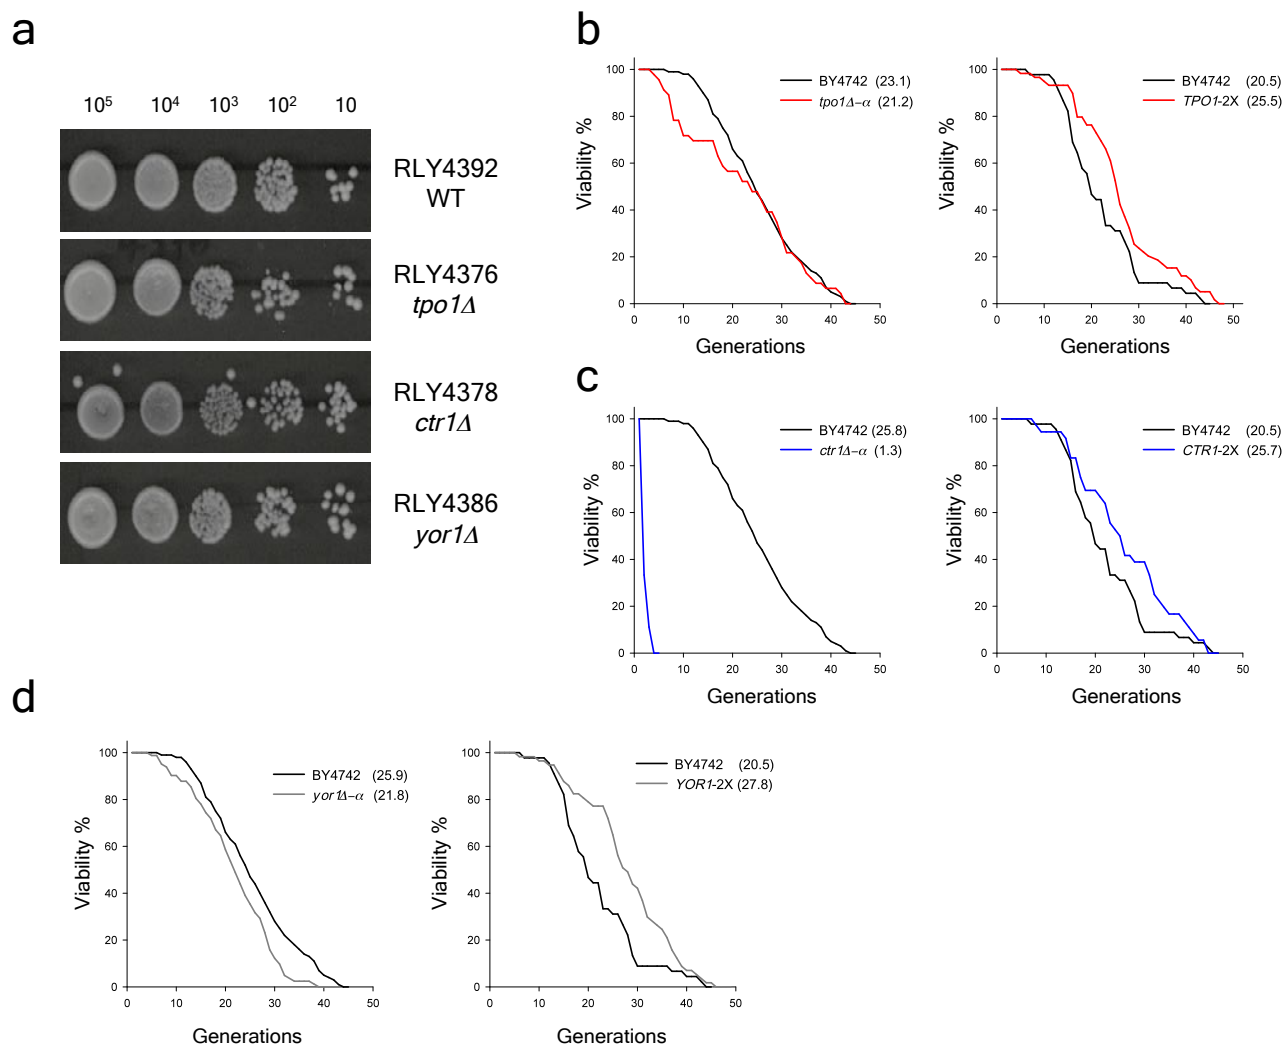 a
10⁵ 10⁴ 10³ 10² 10
RLY4392
WT
RLY4376
tpo1Δ
RLY4378
ctr1Δ
RLY4386
yor1Δ
b
Viability %
100
80
60
40
20
0
0 10 20 30 40 50
Generations
BY4742 (23.1)
tpo1Δ–α (21.2)
Viability %
100
80
60
40
20
0
0 10 20 30 40 50
Generations
BY4742 (20.5)
TPO1-2X (25.5)
c
Viability %
100
80
60
40
20
0
0 10 20 30 40 50
Generations
BY4742 (25.8)
ctr1Δ–α (1.3)
Viability %
100
80
60
40
20
0
0 10 20 30 40 50
Generations
BY4742 (20.5)
CTR1-2X (25.7)
d
Viability %
100
80
60
40
20
0
0 10 20 30 40 50
Generations
BY4742 (25.9)
yor1Δ–α (21.8)
Viability %
100
80
60
40
20
0
0 10 20 30 40 50
Generations
BY4742 (20.5)
YOR1-2X (27.8)